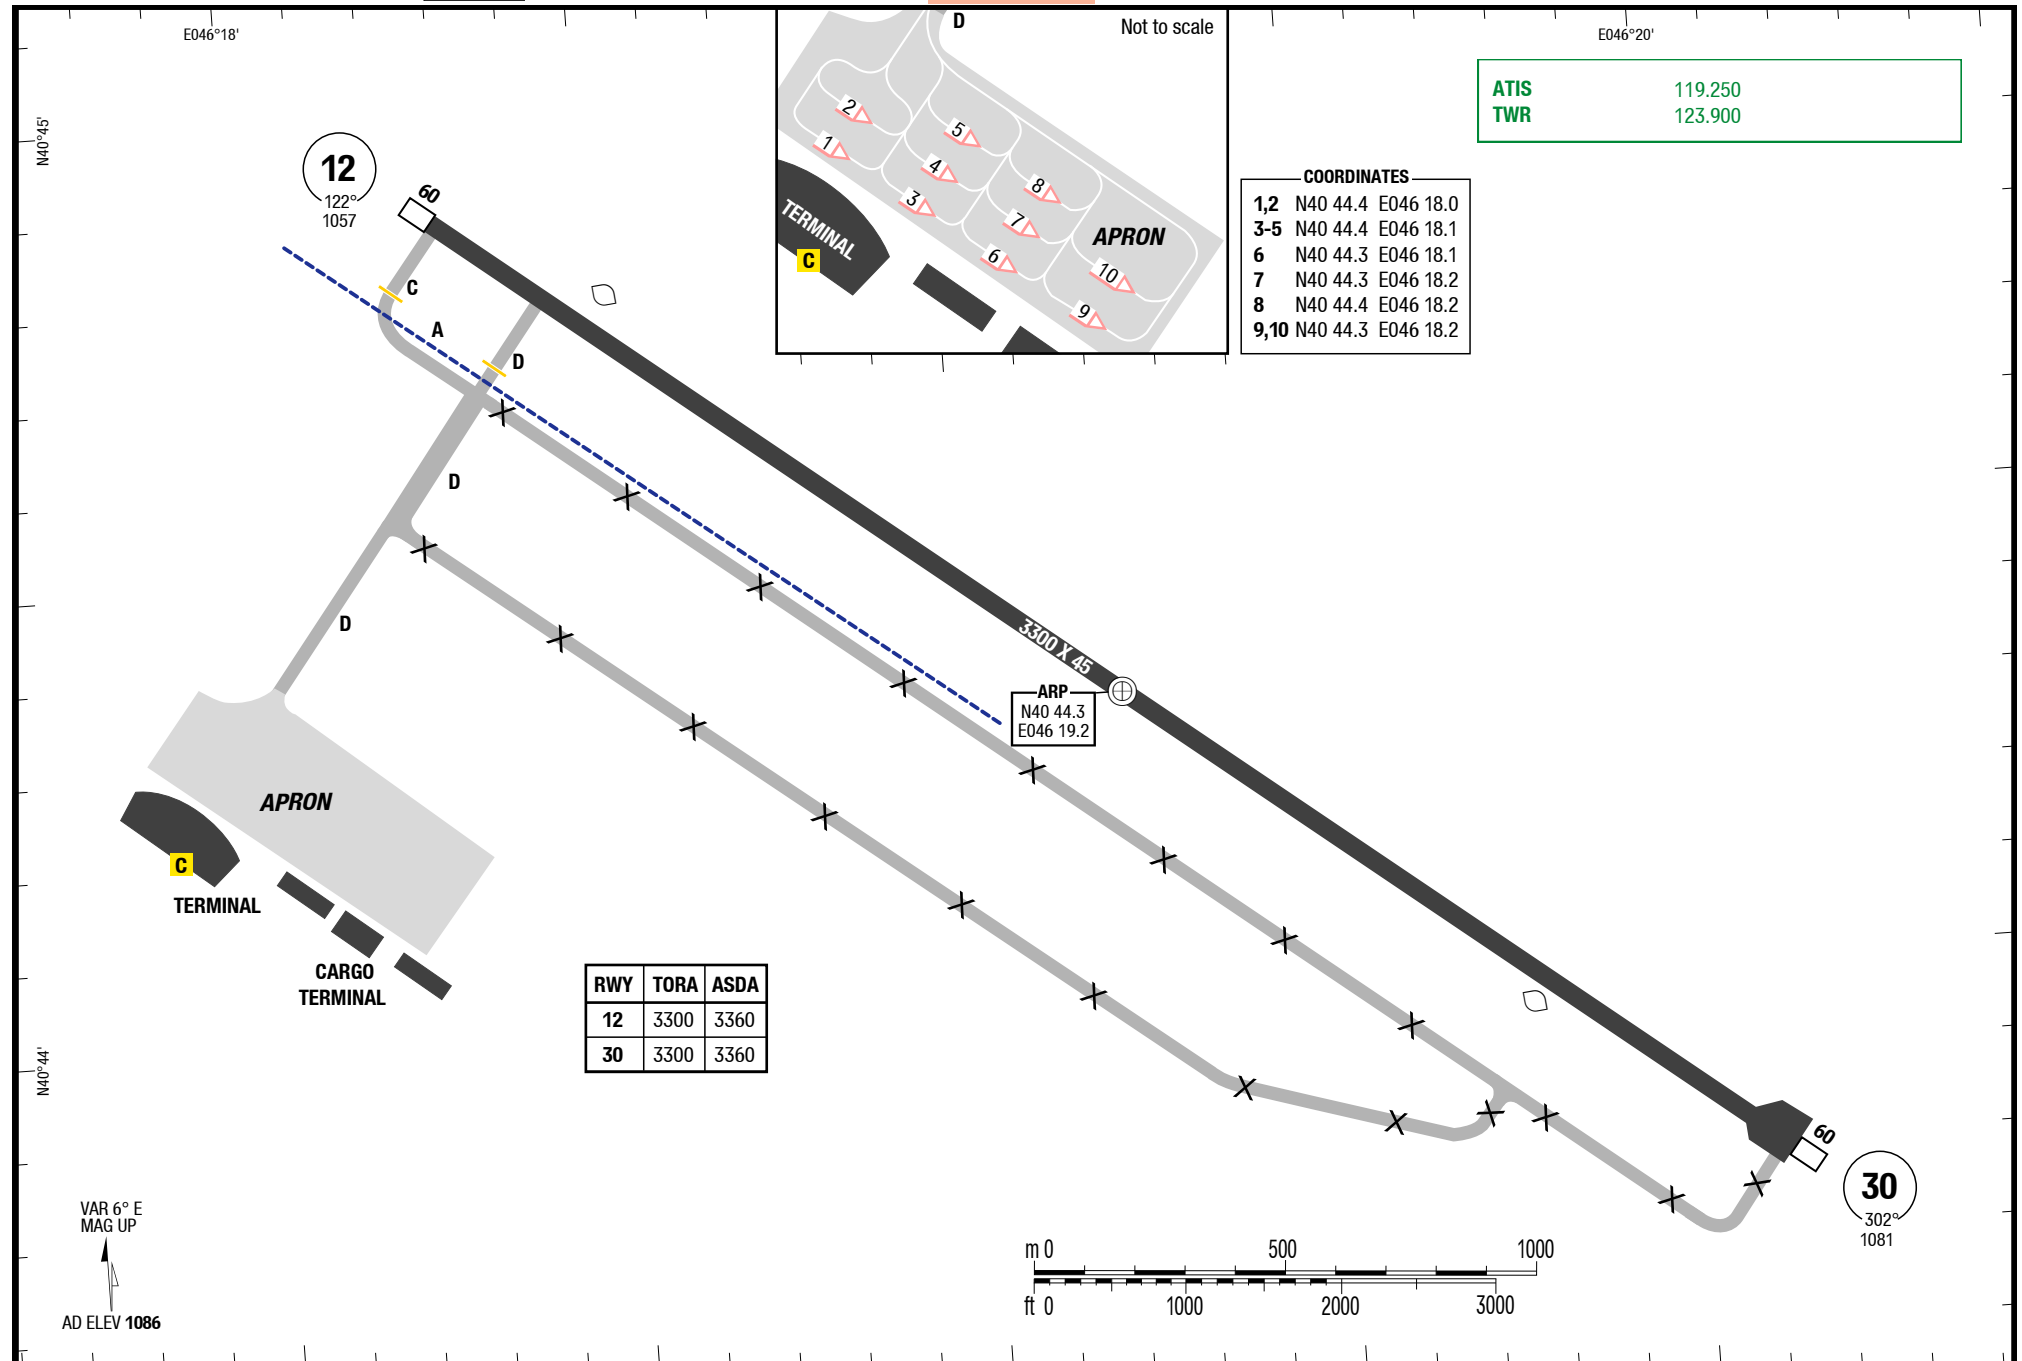 E046°18'
E046°20'
N40°45'
N40°44'
D
Not to scale
2
1
5
4
3
8
7
6
10
9
TERMINAL
C
APRON
ATIS 119.250
TWR 123.900
COORDINATES
1,2 N40 44.4 E046 18.0
3-5 N40 44.4 E046 18.1
6 N40 44.3 E046 18.1
7 N40 44.3 E046 18.2
8 N40 44.4 E046 18.2
9,10 N40 44.3 E046 18.2
12
122°
1057
60
C
A
D
D
D
3300 X 45
ARP
N40 44.3
E046 19.2
APRON
C
TERMINAL
CARGO
TERMINAL
RWY TORA ASDA
12 3300 3360
30 3300 3360
60
30
302°
1081
VAR 6° E
MAG UP
AD ELEV 1086
m 0 500 1000
ft 0 1000 2000 3000